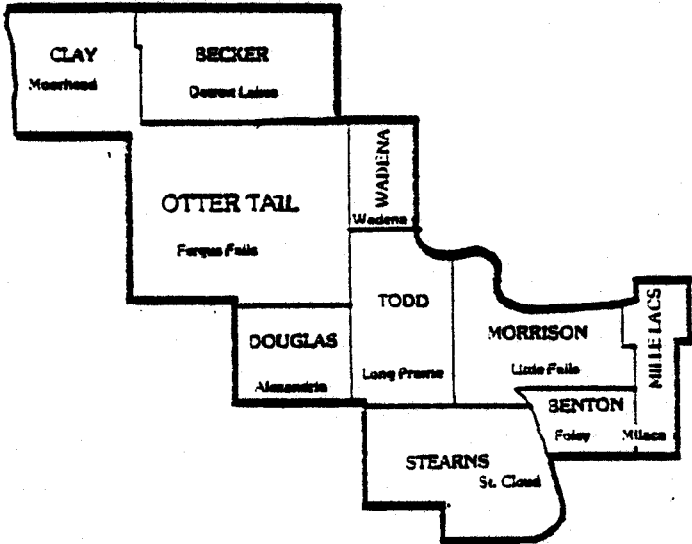 CLAY
Moorhead
BECKER
Detroit Lakes
WADENA
Wadena
OTTER TAIL
Fergus Falls
TODD
Long Prairie
DOUGLAS
Alexandria
MORRISON
Little Falls
MILLE LACS
Milaca
BENTON
Foley
STEARNS
St. Cloud